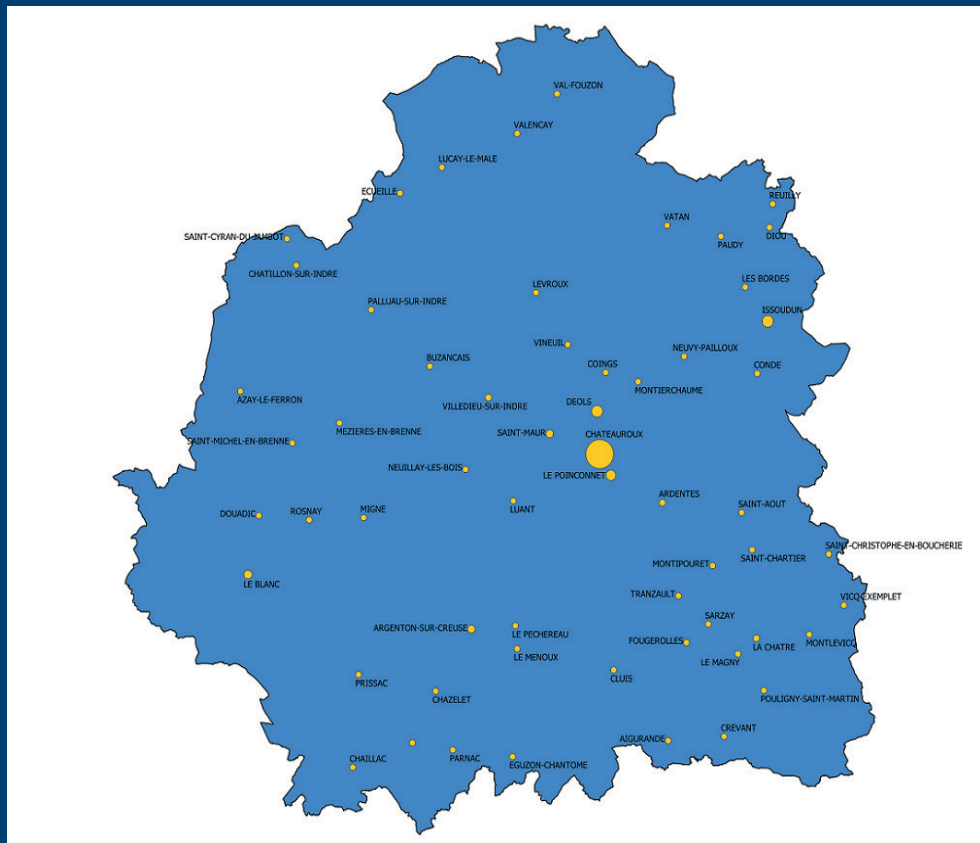 VAL-FOUZON
VALENCAY
LUCAY-LE-MALE
ECUEILLE
REUILLY
VATAN
DIOU
PAUDY
SAINT-CYRAN-DU-JAMBOT
CHATILLON-SUR-INDRE
LES BORDES
LEVROUX
PALLUAU-SUR-INDRE
ISSOUDUN
VINEUIL
NEUVY-PAILLOUX
BUZANCAIS
COINGS
CONDE
MONTIERCHAUME
AZAY-LE-FERRON
DEOLS
VILLEDIEU-SUR-INDRE
MEZIERES-EN-BRENNE
SAINT-MAUR
CHATEAUROUX
SAINT-MICHEL-EN-BRENNE
NEUILLAY-LES-BOIS
LE POINCONNET
ARDENTES
SAINT-AOUT
LUANT
MIGNE
ROSNAY
DOUADIC
SAINT-CHRISTOPHE-EN-BOUCHERIE
SAINT-CHARTIER
MONTIPOURET
LE BLANC
TRANZAULT
VICQ-EXEMPLET
SARZAY
ARGENTON-SUR-CREUSE
LE PECHEREAU
FOUGEROLLES
LA CHATRE
MONTLEVICQ
LE MENOUX
LE MAGNY
CLUIS
PRISSAC
CHAZELET
POULIGNY-SAINT-MARTIN
CREVANT
AIGURANDE
CHAILLAC
PARNAC
EGUZON-CHANTOME